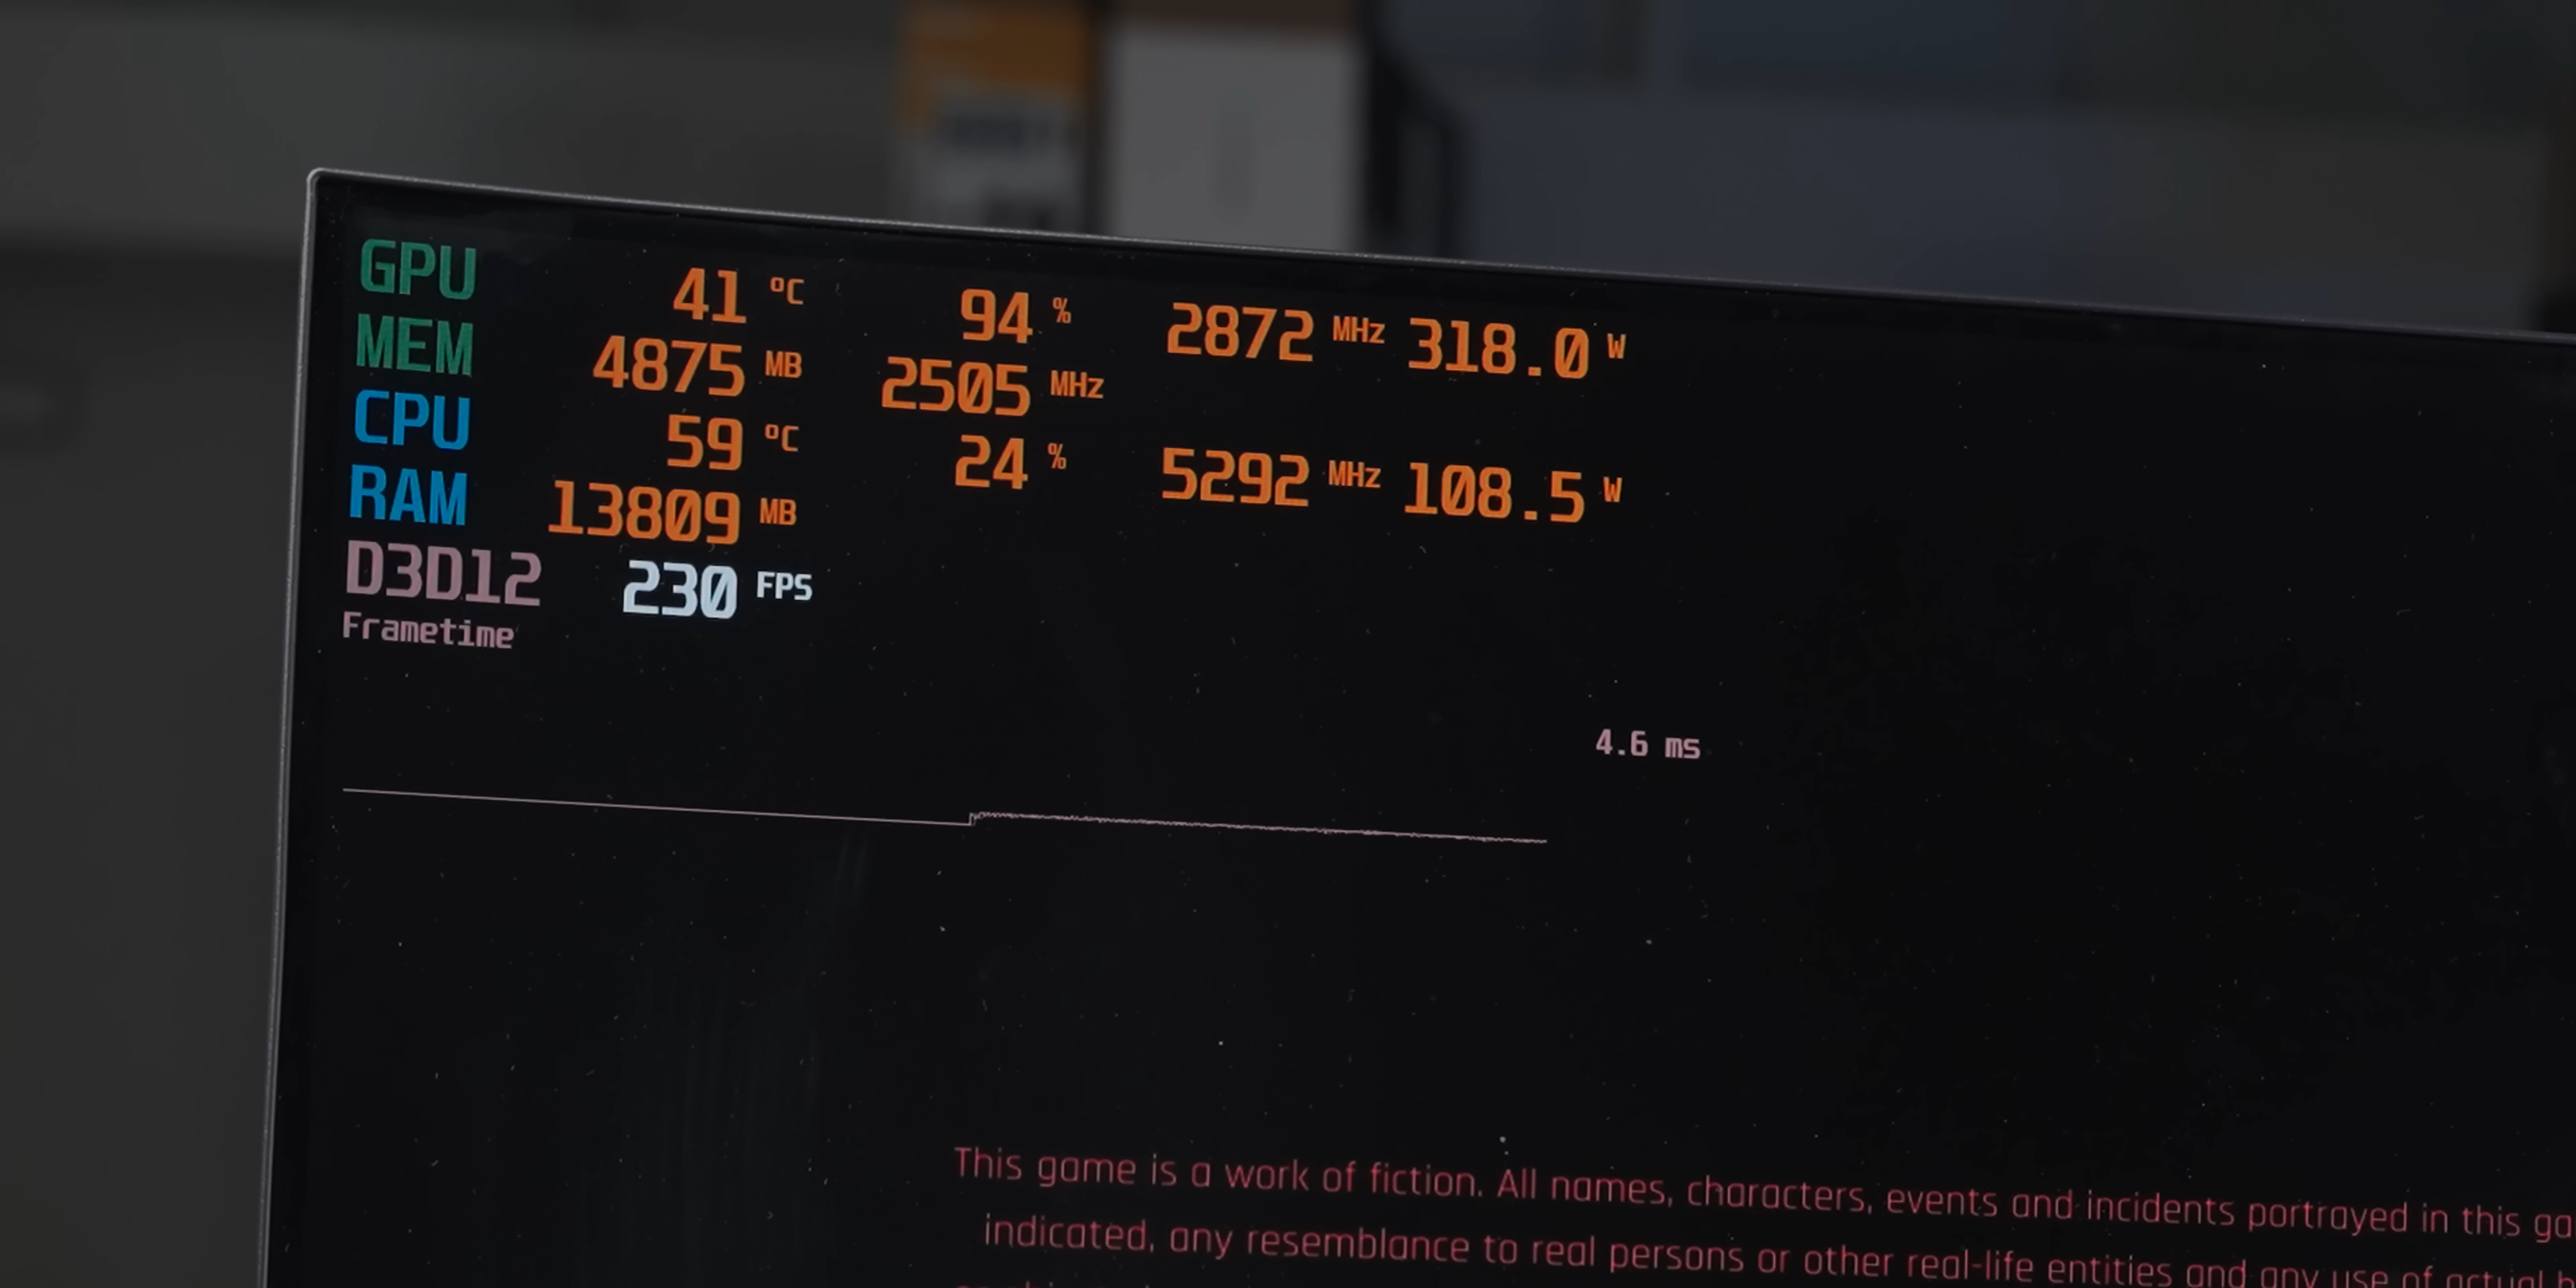 GPU 41 °C 94 % 2872 MHz 318.0 W
MEM 4875 MB 2505 MHz
CPU 59 °C 24 % 5292 MHz 108.5 W
RAM 13809 MB
D3D12 230 FPS
Frametime
4.6 ms
This game is a work of fiction. All names, characters, events and incidents portrayed in this ga
indicated, any resemblance to real persons or other real-life entities and any use of actual